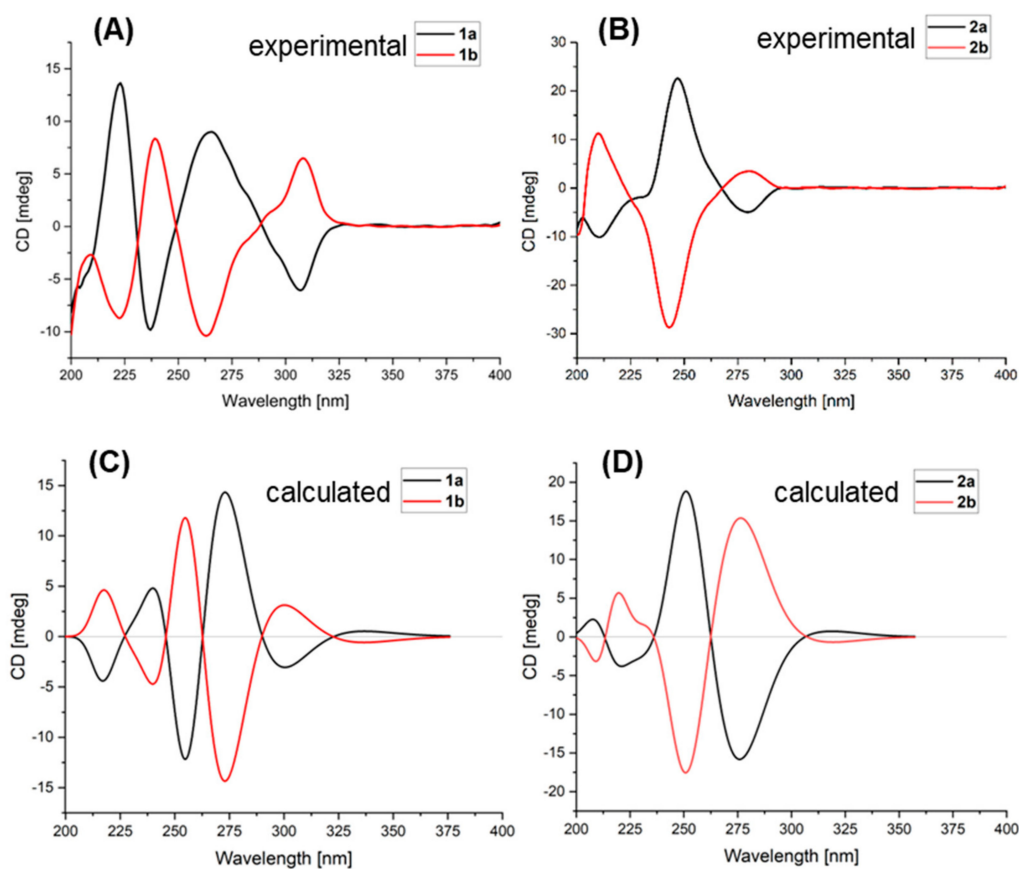 (A)
experimental
1a
1b
CD [mdeg]
15
10
5
0
-5
-10
200 225 250 275 300 325 350 375 400
Wavelength [nm]
(B)
experimental
2a
2b
CD [mdeg]
30
20
10
0
-10
-20
-30
200 225 250 275 300 325 350 375 400
Wavelength [nm]
(C)
calculated
1a
1b
CD [mdeg]
15
10
5
0
-5
-10
-15
200 225 250 275 300 325 350 375 400
Wavelength [nm]
(D)
calculated
2a
2b
CD [medg]
20
15
10
5
0
-5
-10
-15
-20
200 225 250 275 300 325 350 375 400
Wavelength [nm]